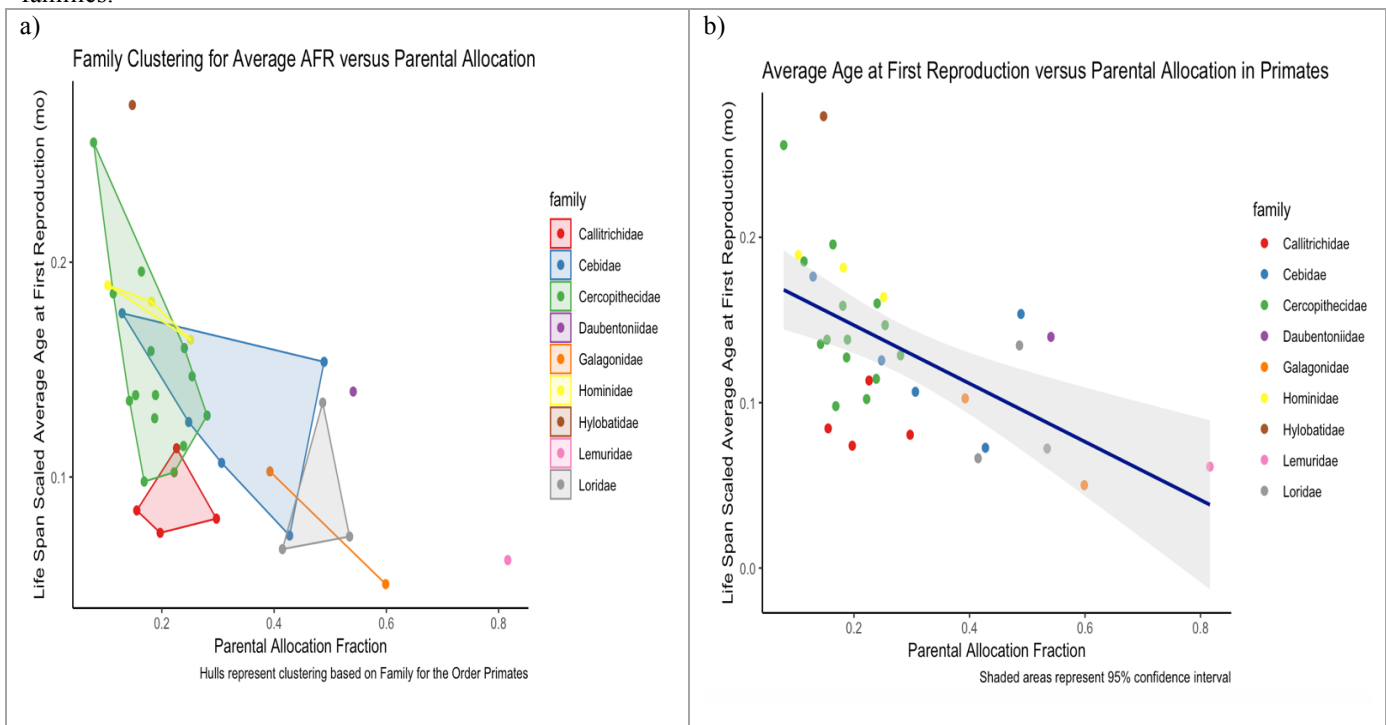 families.
a)
Family Clustering for Average AFR versus Parental Allocation
Life Span Scaled Average Age at First Reproduction (mo)
0.2
0.1
0.2
0.4
0.6
0.8
Parental Allocation Fraction
Hulls represent clustering based on Family for the Order Primates
family
Callitrichidae
Cebidae
Cercopithecidae
Daubentoniidae
Galagonidae
Hominidae
Hylobatidae
Lemuridae
Loridae
b)
Average Age at First Reproduction versus Parental Allocation in Primates
Life Span Scaled Average Age at First Reproduction (mo)
0.2
0.1
0.0
0.2
0.4
0.6
0.8
Parental Allocation Fraction
Shaded areas represent 95% confidence interval
family
Callitrichidae
Cebidae
Cercopithecidae
Daubentoniidae
Galagonidae
Hominidae
Hylobatidae
Lemuridae
Loridae